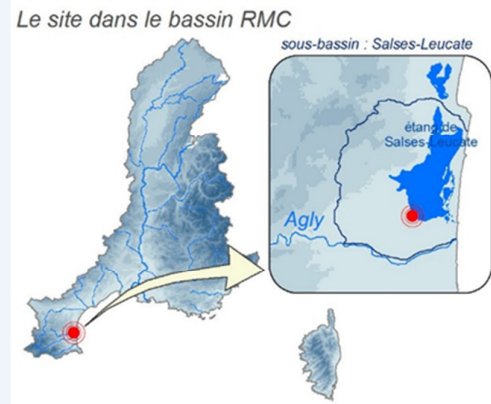 Le site dans le bassin RMC
sous-bassin : Salses-Leucate
étang de
Salses-Leucate
Agly